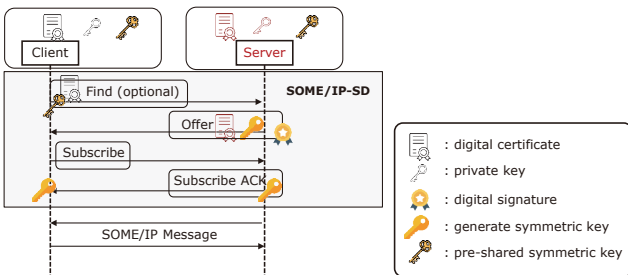 Client
Server
SOME/IP-SD
Find (optional)
Offer
Subscribe
Subscribe ACK
SOME/IP Message
: digital certificate
: private key
: digital signature
: generate symmetric key
: pre-shared symmetric key